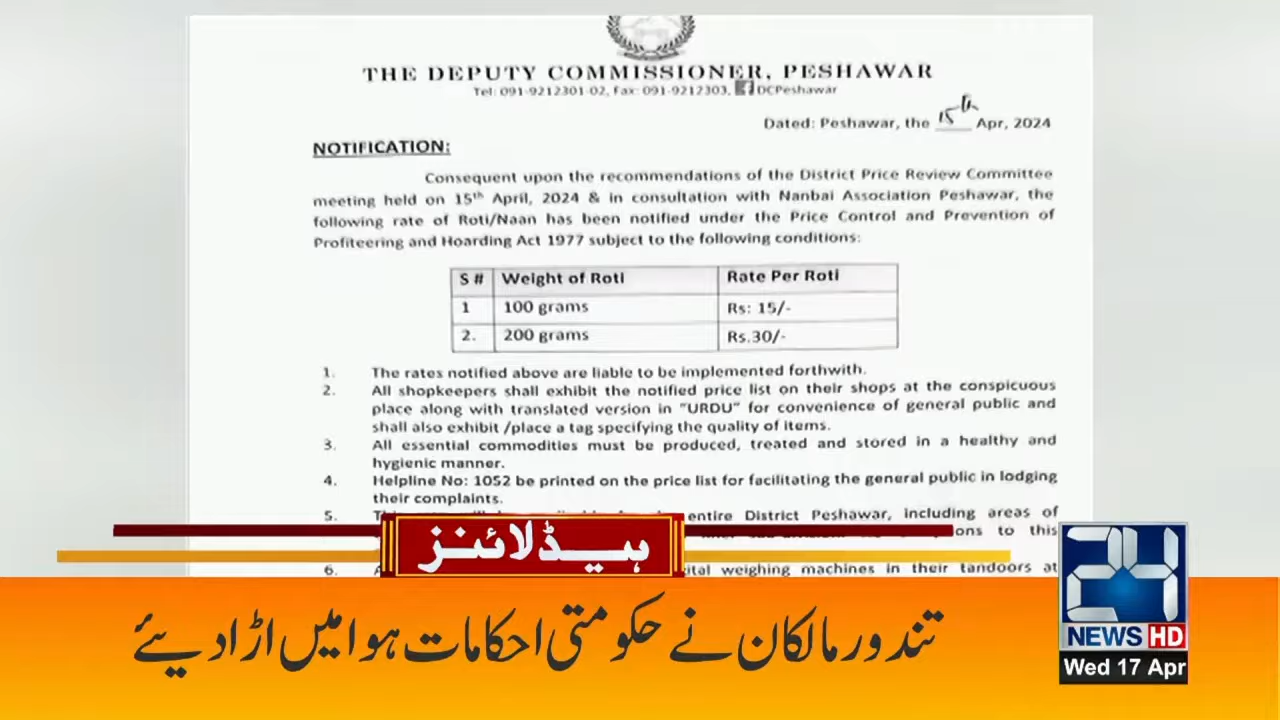 THE DEPUTY COMMISSIONER, PESHAWAR
Tel: 091-9212301-02, Fax: 091-9212303, DCPeshawar
Dated: Peshawar, the 15th Apr, 2024
NOTIFICATION:
Consequent upon the recommendations of the District Price Review Committee
meeting held on 15th April, 2024 & in consultation with Nanbai Association Peshawar, the
following rate of Roti/Naan has been notified under the Price Control and Prevention of
Profiteering and Hoarding Act 1977 subject to the following conditions:
S # Weight of Roti Rate Per Roti
1 100 grams Rs: 15/-
2. 200 grams Rs.30/-
1. The rates notified above are liable to be implemented forthwith.
2. All shopkeepers shall exhibit the notified price list on their shops at the conspicuous
place along with translated version in "URDU" for convenience of general public and
shall also exhibit /place a tag specifying the quality of items.
3. All essential commodities must be produced, treated and stored in a healthy and
hygienic manner.
4. Helpline No: 1052 be printed on the price list for facilitating the general public in lodging
their complaints.
5. entire District Peshawar, including areas of
to this
6. weighing machines in their tandoors at
ہیڈلائنز
تندور مالکان نے حکومتی احکامات ہوا میں اڑا دیئے
24
NEWS HD
Wed 17 Apr